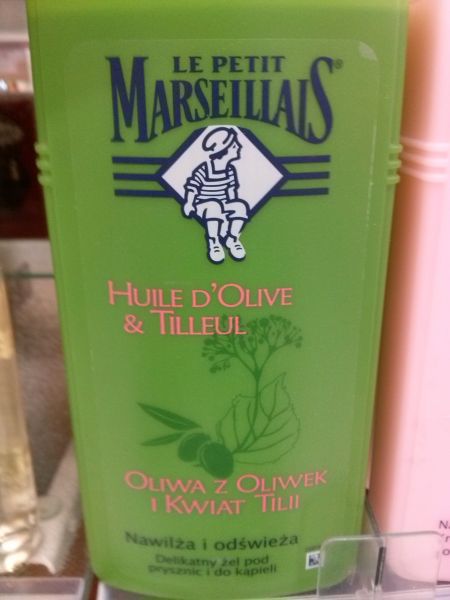 LE PETIT
MARSEILLAIS®
HUILE D'OLIVE
& TILLEUL
OLIWA Z OLIWEK
I KWIAT TILII
Nawilża i odświeża
Delikatny żel pod
prysznic i do kąpieli